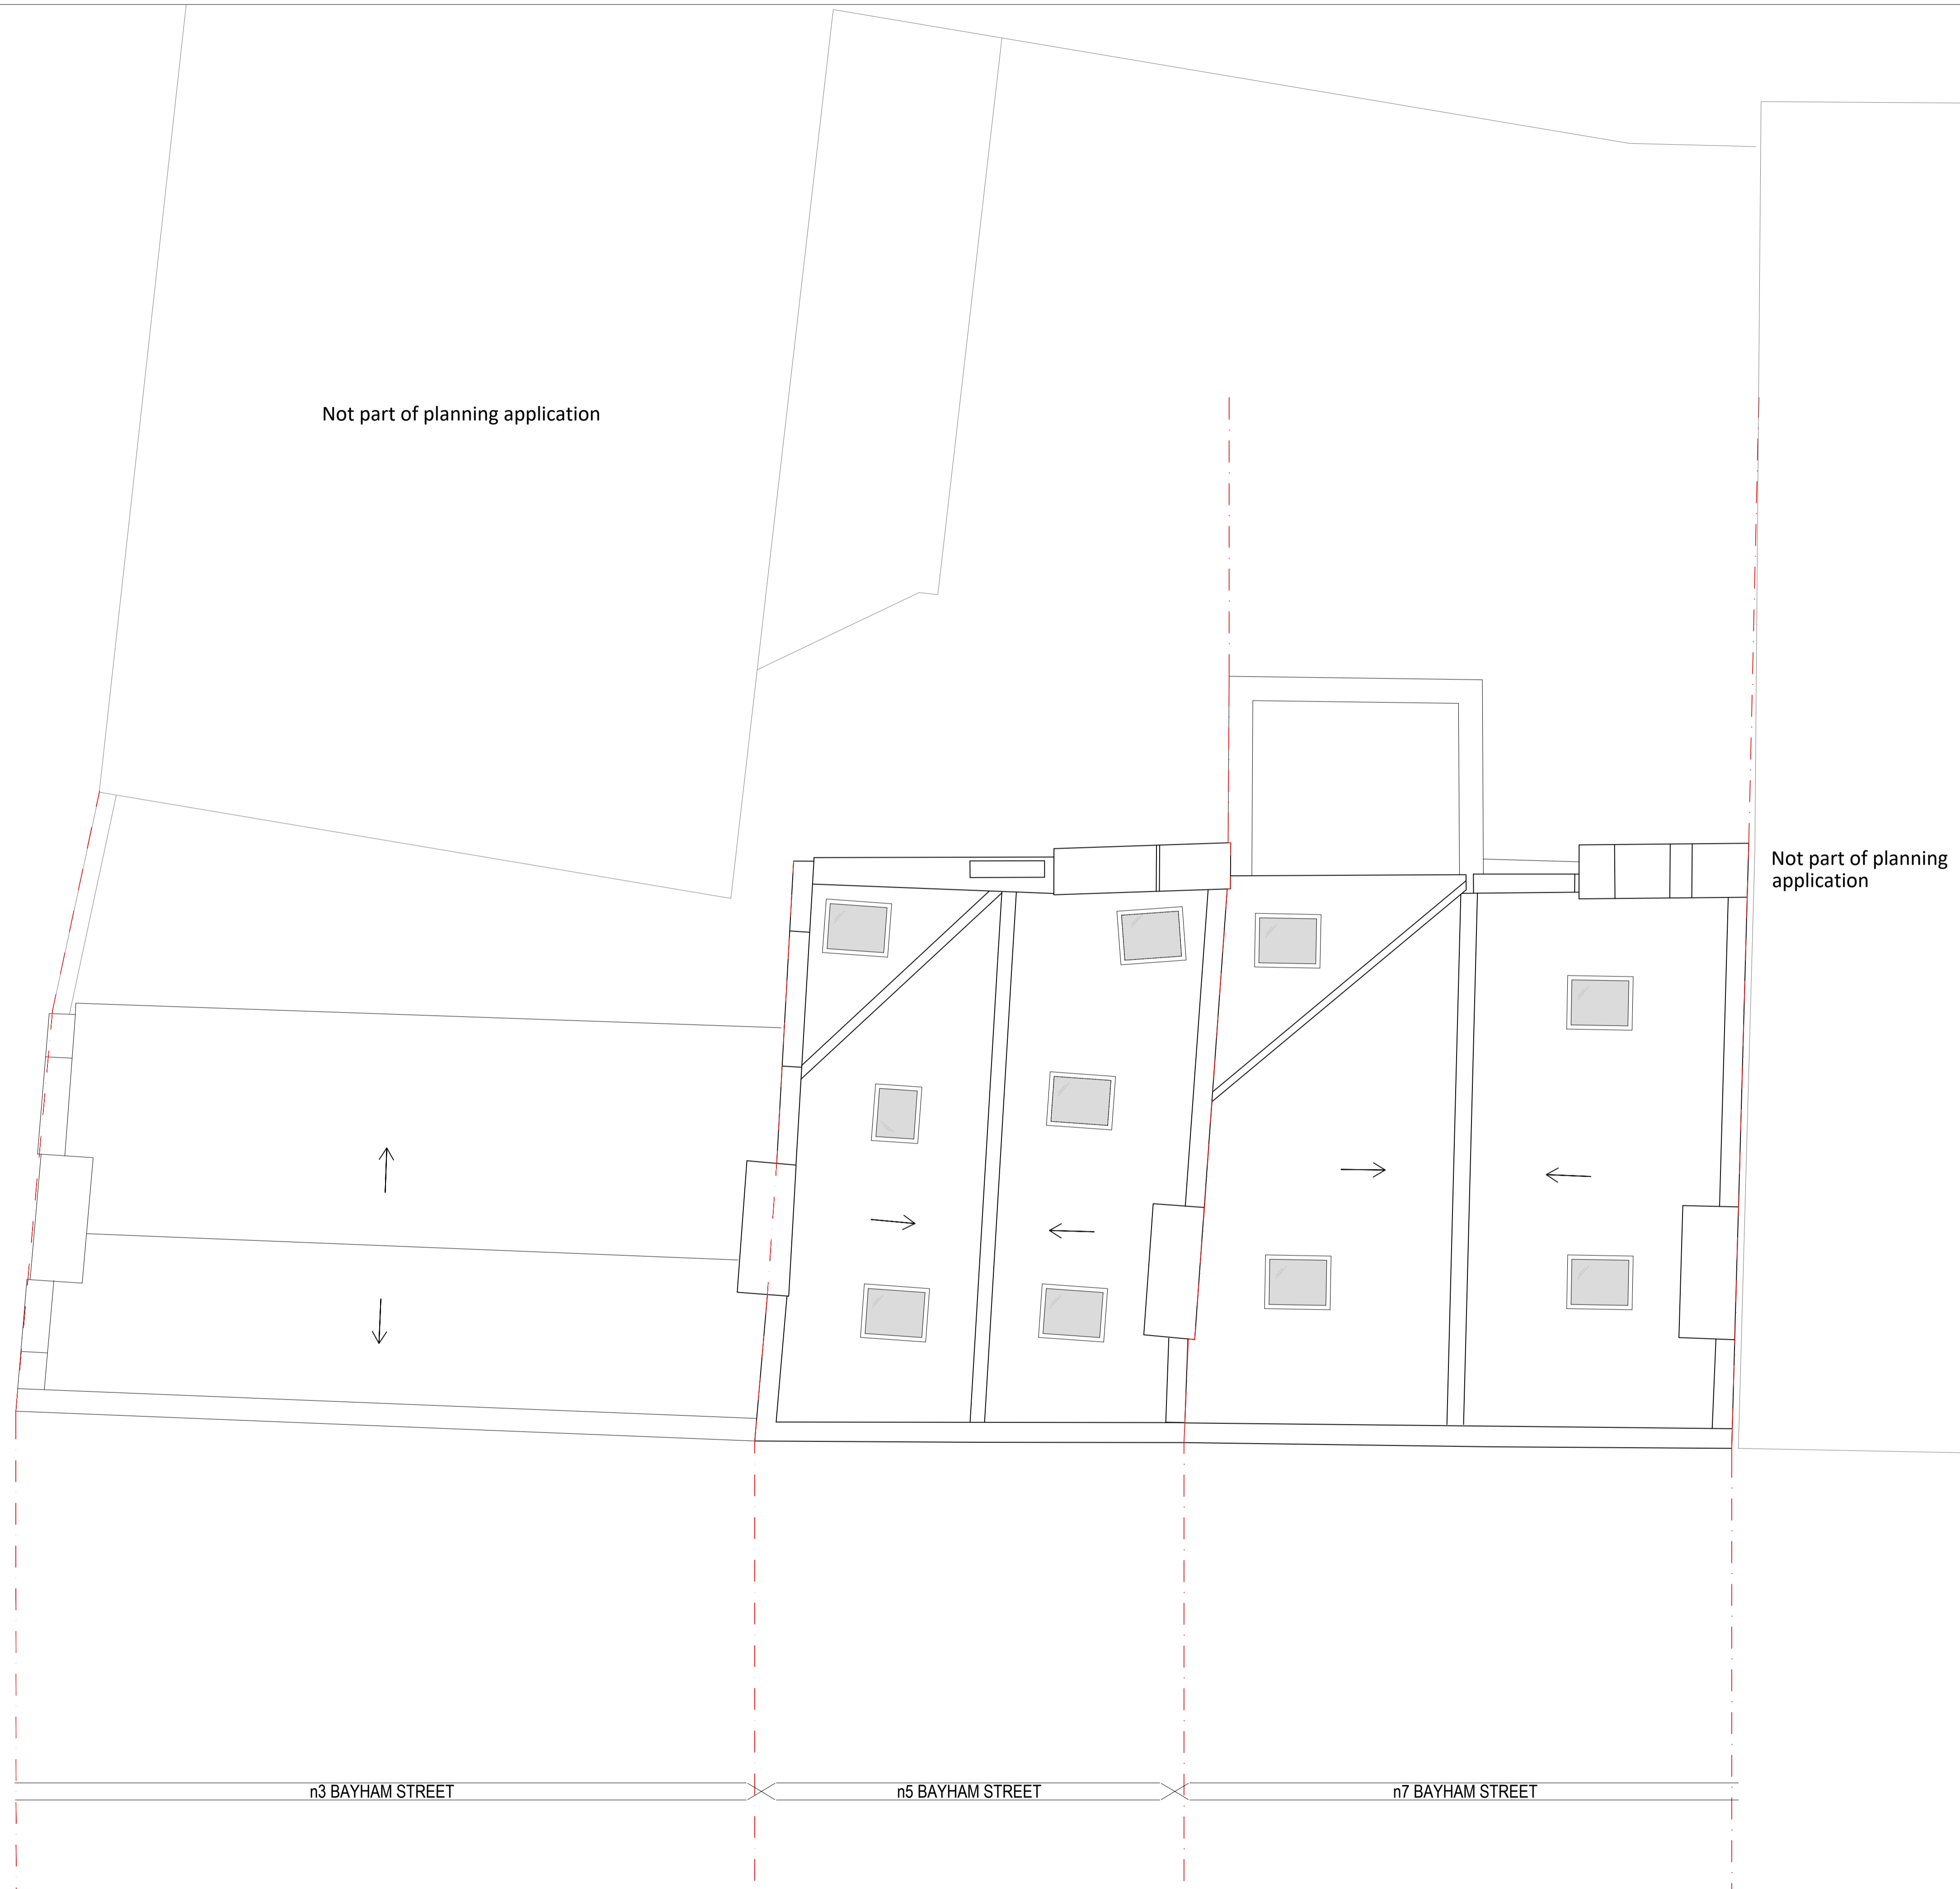 Not part of planning application
Not part of planning
application
n3 BAYHAM STREET
n5 BAYHAM STREET
n7 BAYHAM STREET